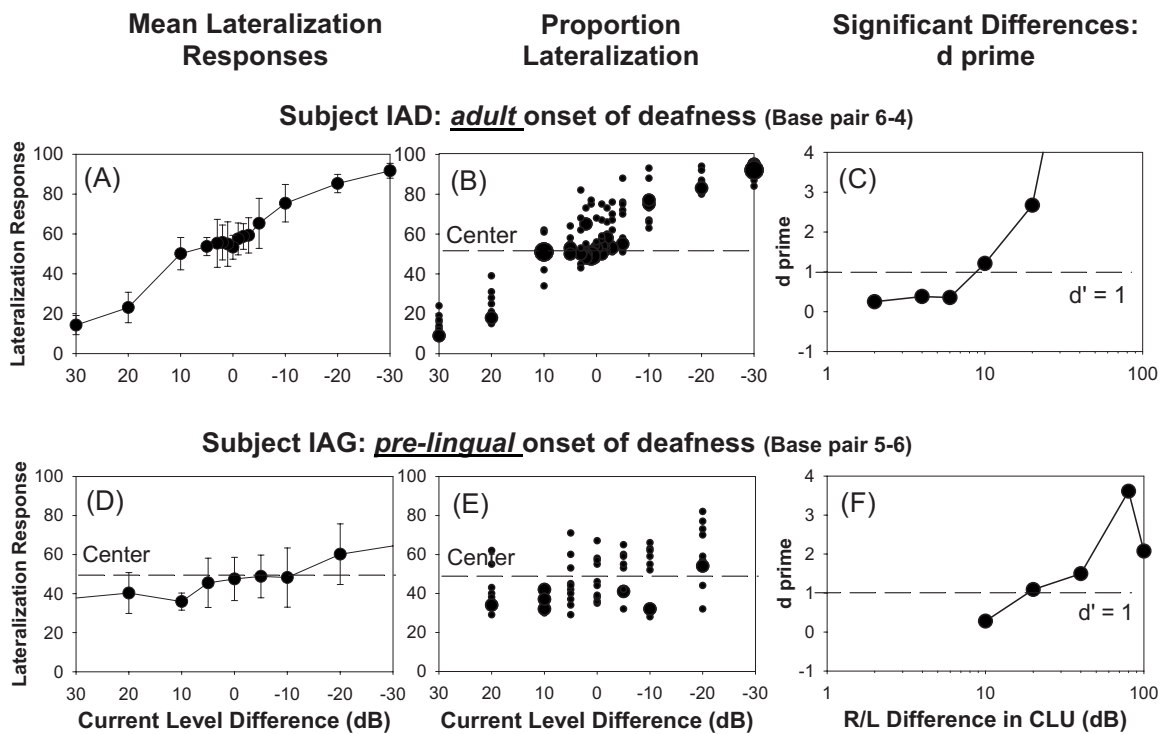 Mean Lateralization
Responses
Proportion
Lateralization
Significant Differences:
d prime
Subject IAD: adult onset of deafness (Base pair 6-4)
Lateralization Response
100
80
60
40
20
0
(A)
30 20 10 0 -10 -20 -30
100
80
60
40
20
0
(B)
Center
30 20 10 0 -10 -20 -30
d prime
4
3
2
1
0
-1
(C)
d' = 1
1 10 100
Subject IAG: pre-lingual onset of deafness (Base pair 5-6)
Lateralization Response
100
80
60
40
20
0
(D)
Center
30 20 10 0 -10 -20 -30
Current Level Difference (dB)
100
80
60
40
20
0
(E)
Center
30 20 10 0 -10 -20 -30
Current Level Difference (dB)
d prime
4
3
2
1
0
-1
(F)
d' = 1
1 10 100
R/L Difference in CLU (dB)